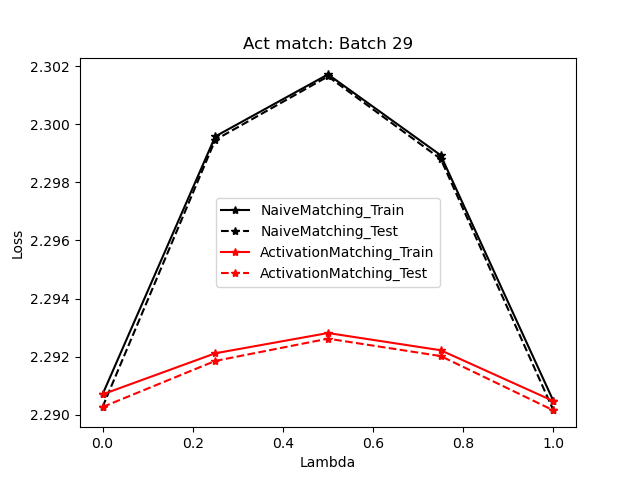 Act match: Batch 29
2.302
2.300
2.298
2.296
2.294
2.292
2.290
Loss
NaiveMatching_Train
NaiveMatching_Test
ActivationMatching_Train
ActivationMatching_Test
0.0 0.2 0.4 0.6 0.8 1.0
Lambda